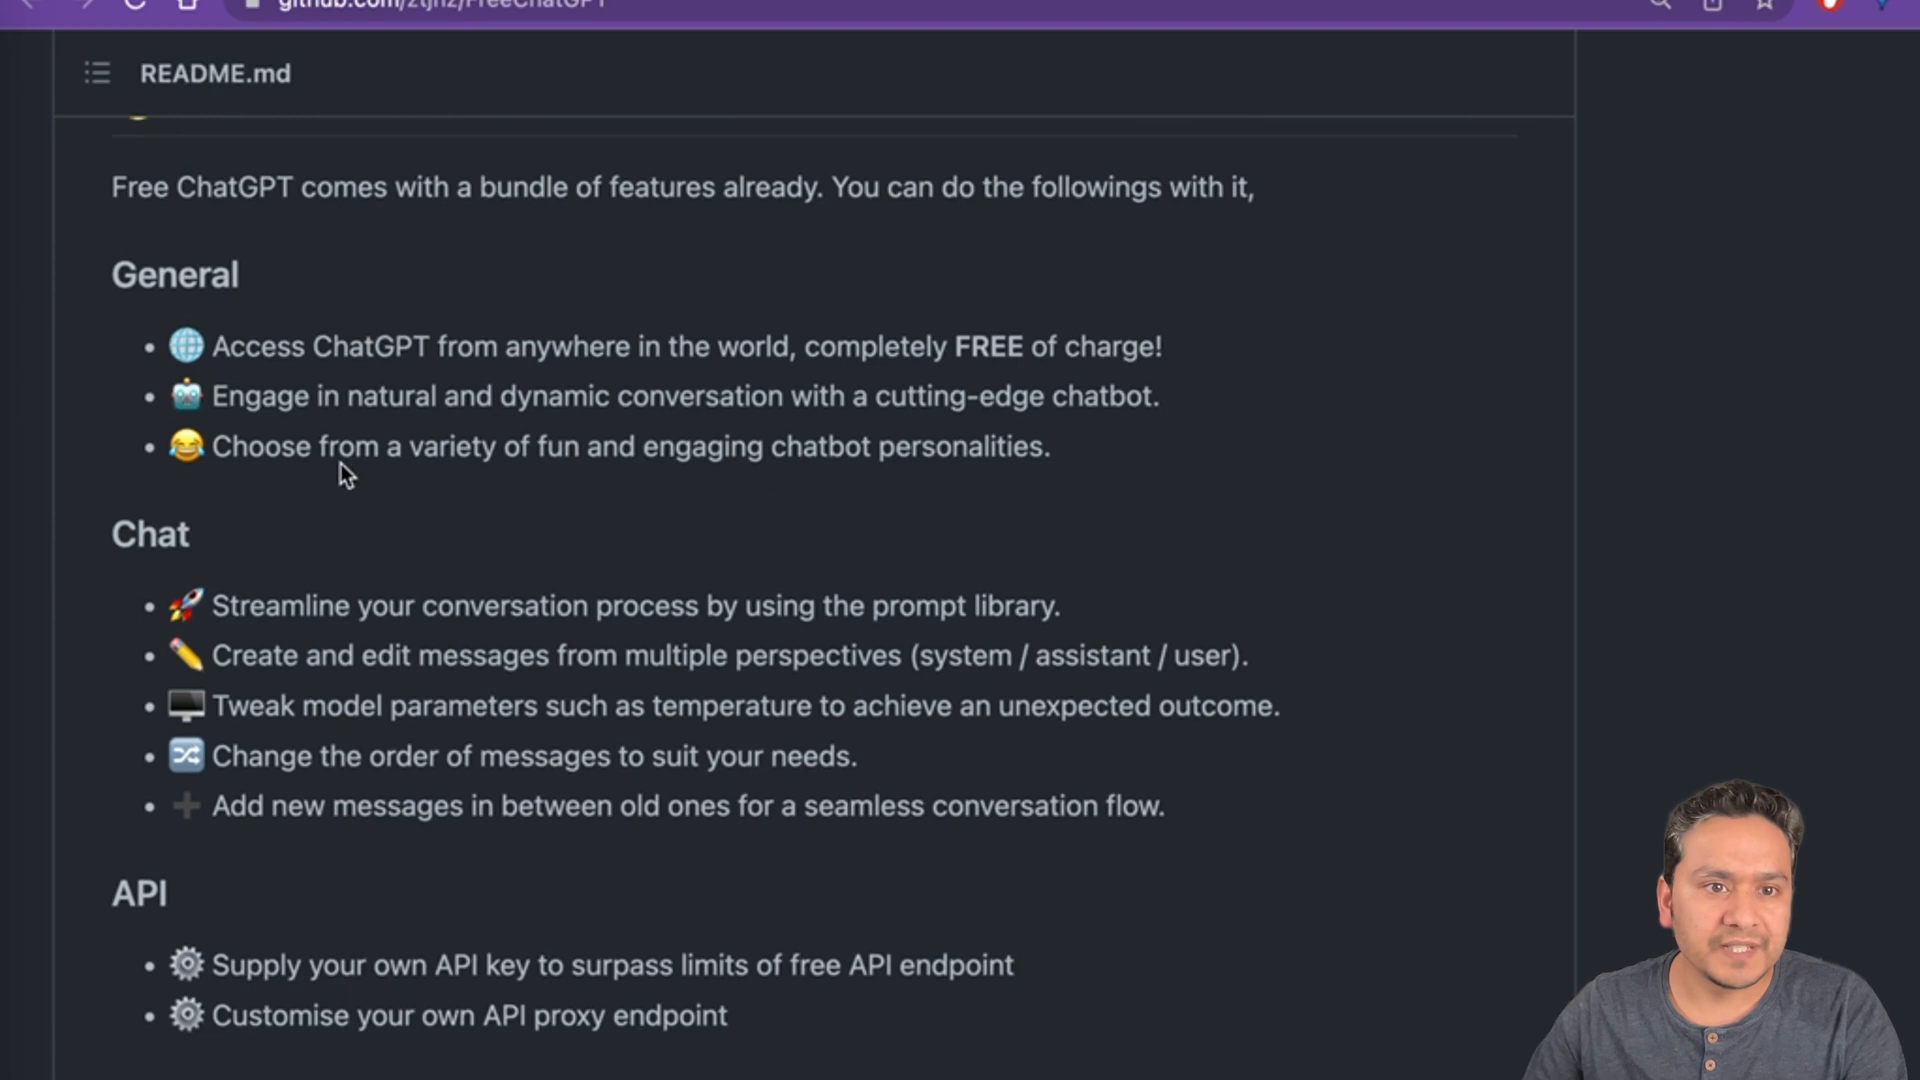 README.md
Free ChatGPT comes with a bundle of features already. You can do the followings with it,
General
• 🌐 Access ChatGPT from anywhere in the world, completely FREE of charge!
• 🤖 Engage in natural and dynamic conversation with a cutting-edge chatbot.
• 😂 Choose from a variety of fun and engaging chatbot personalities.
Chat
• 🚀 Streamline your conversation process by using the prompt library.
• ✏️ Create and edit messages from multiple perspectives (system / assistant / user).
• 🖥️ Tweak model parameters such as temperature to achieve an unexpected outcome.
• 🔀 Change the order of messages to suit your needs.
• ➕ Add new messages in between old ones for a seamless conversation flow.
API
• ⚙️ Supply your own API key to surpass limits of free API endpoint
• ⚙️ Customise your own API proxy endpoint